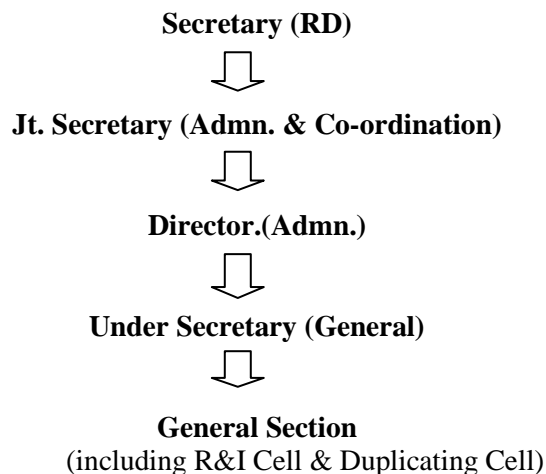 Secretary (RD)
Jt. Secretary (Admn. & Co-ordination)
Director.(Admn.)
Under Secretary (General)
General Section
(including R&I Cell & Duplicating Cell)